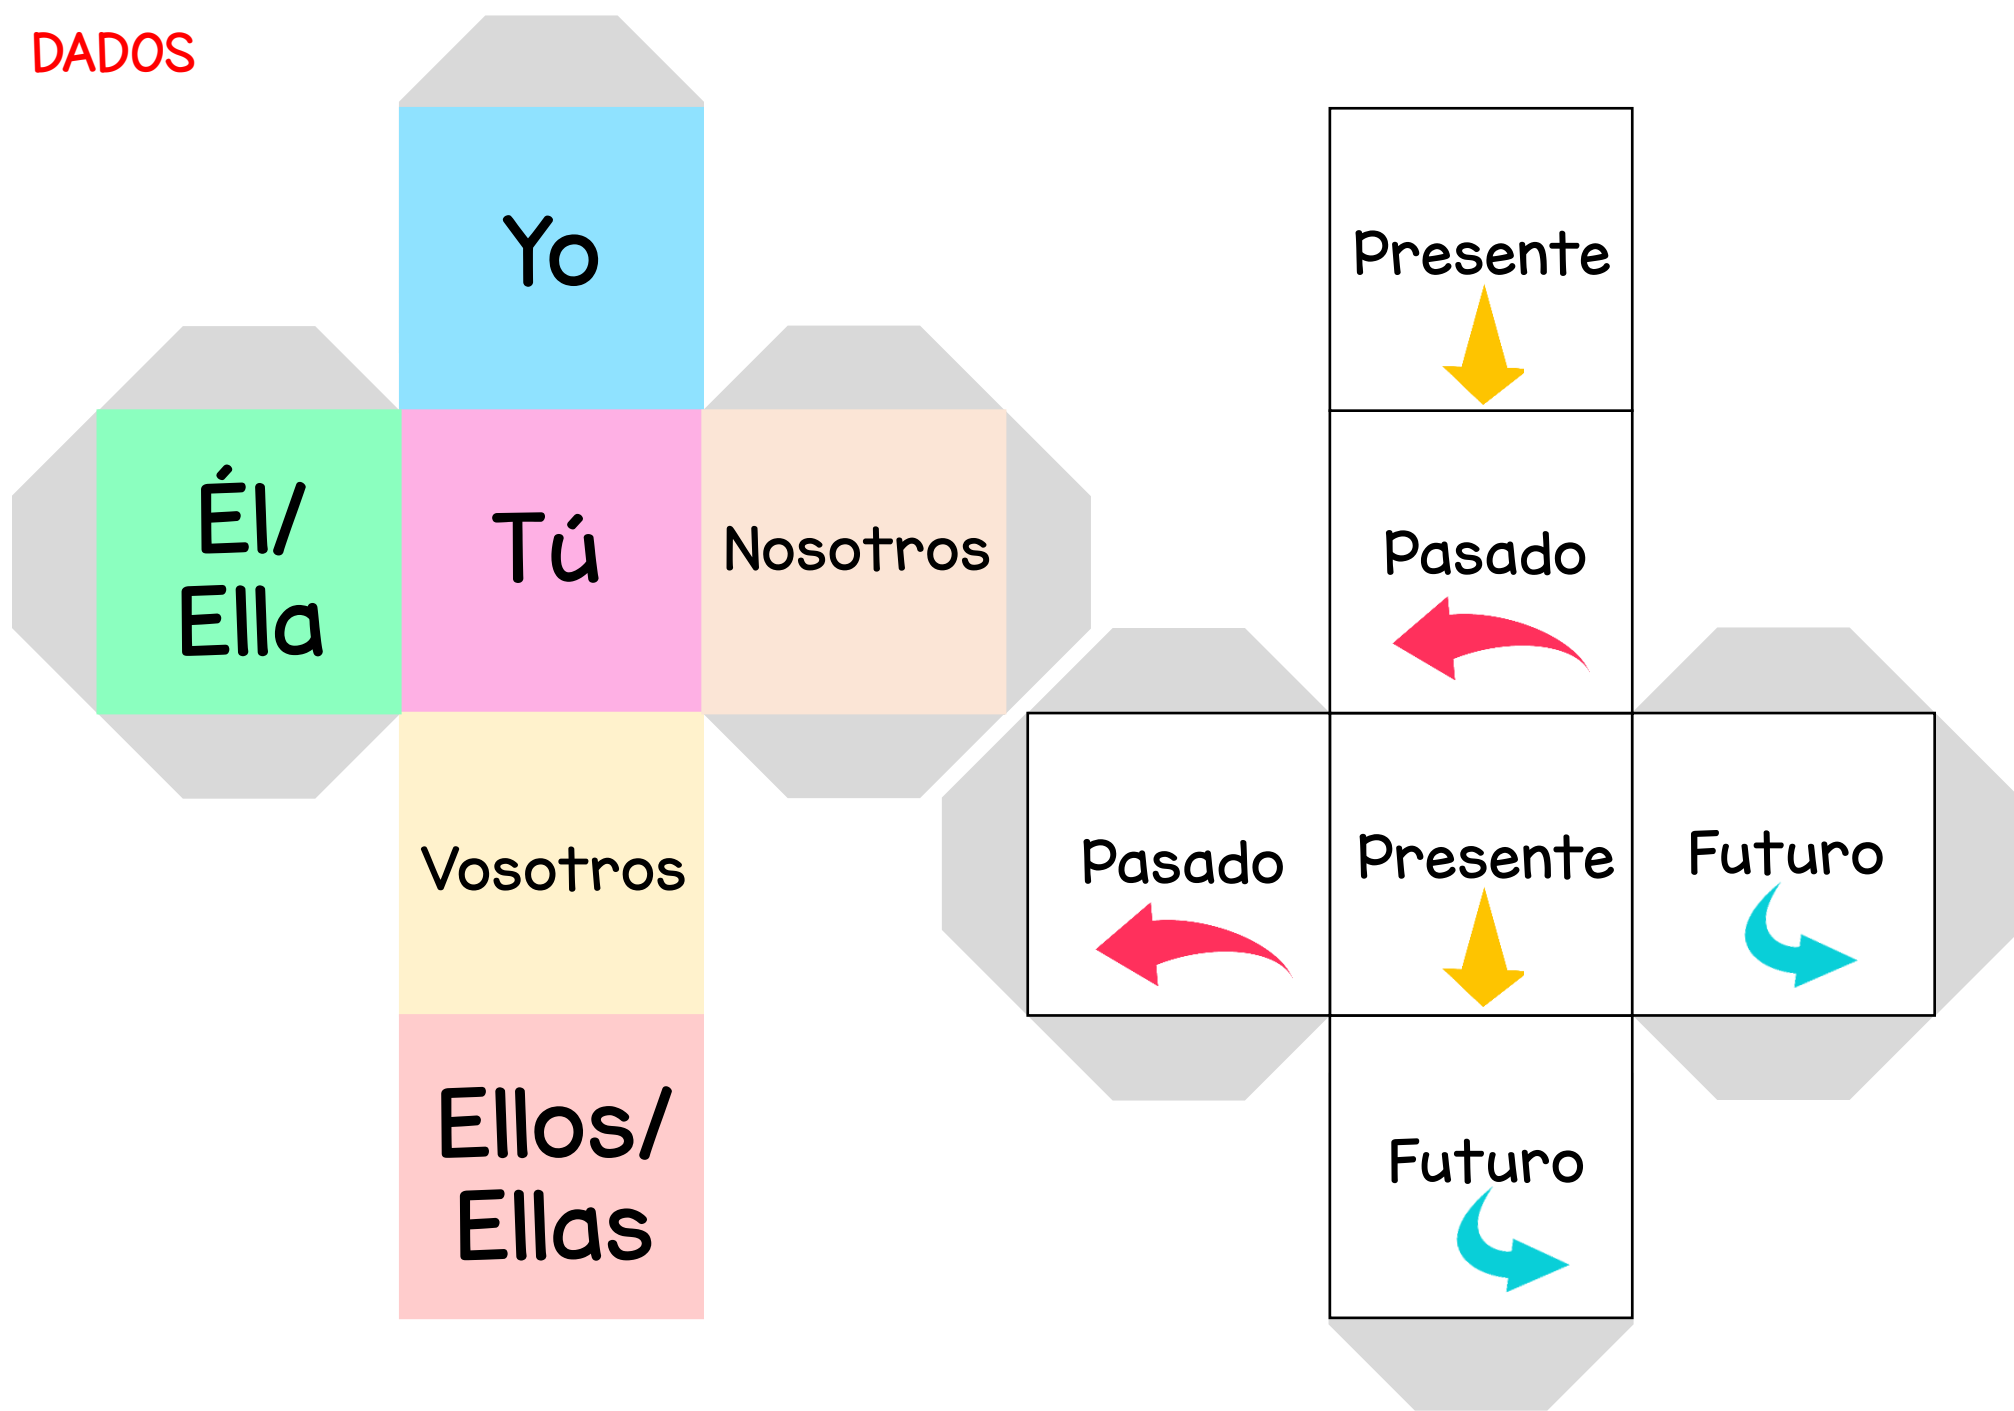 DADOS
Yo
Él/
Ella
Tú
Nosotros
Vosotros
Ellos/
Ellas
Presente
Pasado
Pasado
Presente
Futuro
Futuro